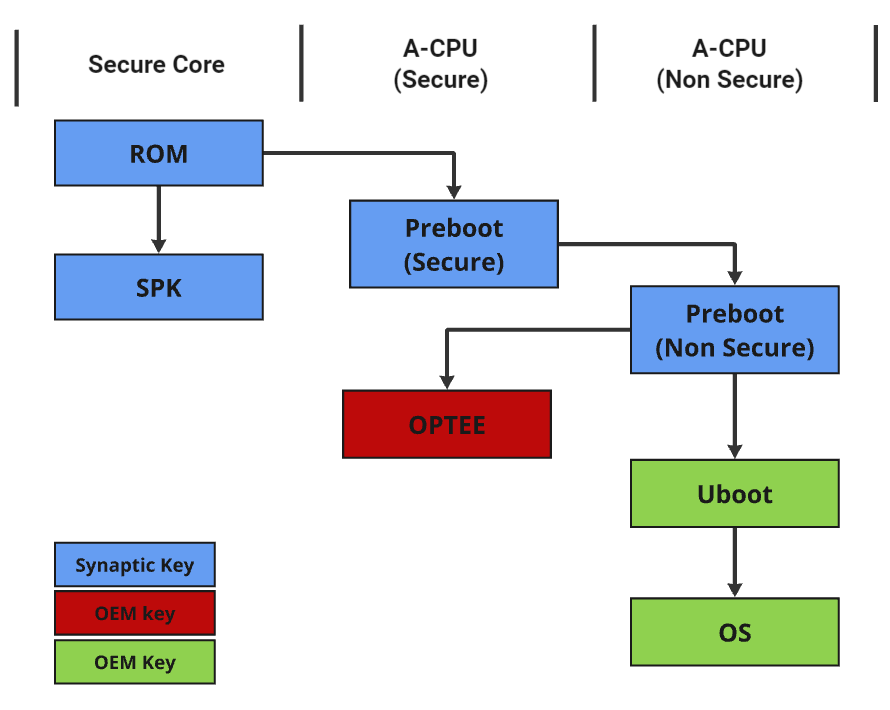 Secure Core
A-CPU
(Secure)
A-CPU
(Non Secure)
ROM
Preboot
(Secure)
SPK
Preboot
(Non Secure)
OPTEE
Uboot
Synaptic Key
OEM key
OEM Key
OS